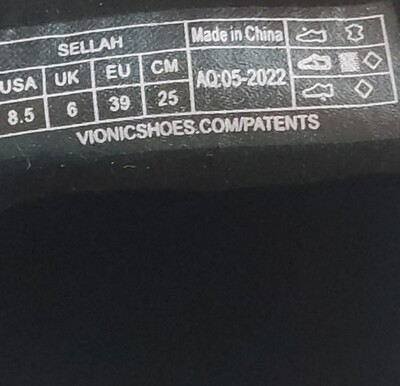 SELLAH
USA UK EU CM
8.5 6 39 25
Made in China
AQ:05-2022
VIONICSHOES.COM/PATENTS